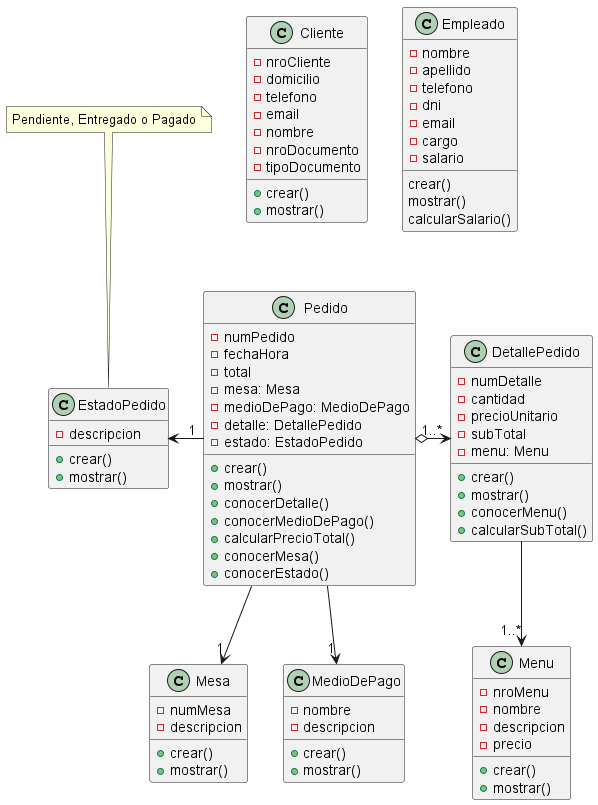 C Cliente
nroCliente
domicilio
telefono
email
nombre
nroDocumento
tipoDocumento
crear()
mostrar()
C Empleado
nombre
apellido
telefono
dni
email
cargo
salario
crear()
mostrar()
calcularSalario()
Pendiente, Entregado o Pagado
C EstadoPedido
descripcion
crear()
mostrar()
1
C Pedido
numPedido
fechaHora
total
mesa: Mesa
medioDePago: MedioDePago
detalle: DetallePedido
estado: EstadoPedido
crear()
mostrar()
conocerDetalle()
conocerMedioDePago()
calcularPrecioTotal()
conocerMesa()
conocerEstado()
1..*
C DetallePedido
numDetalle
cantidad
precioUnitario
subTotal
menu: Menu
crear()
mostrar()
conocerMenu()
calcularSubTotal()
1
1
1..*
C Mesa
numMesa
descripcion
crear()
mostrar()
C MedioDePago
nombre
descripcion
crear()
mostrar()
C Menu
nroMenu
nombre
descripcion
precio
crear()
mostrar()